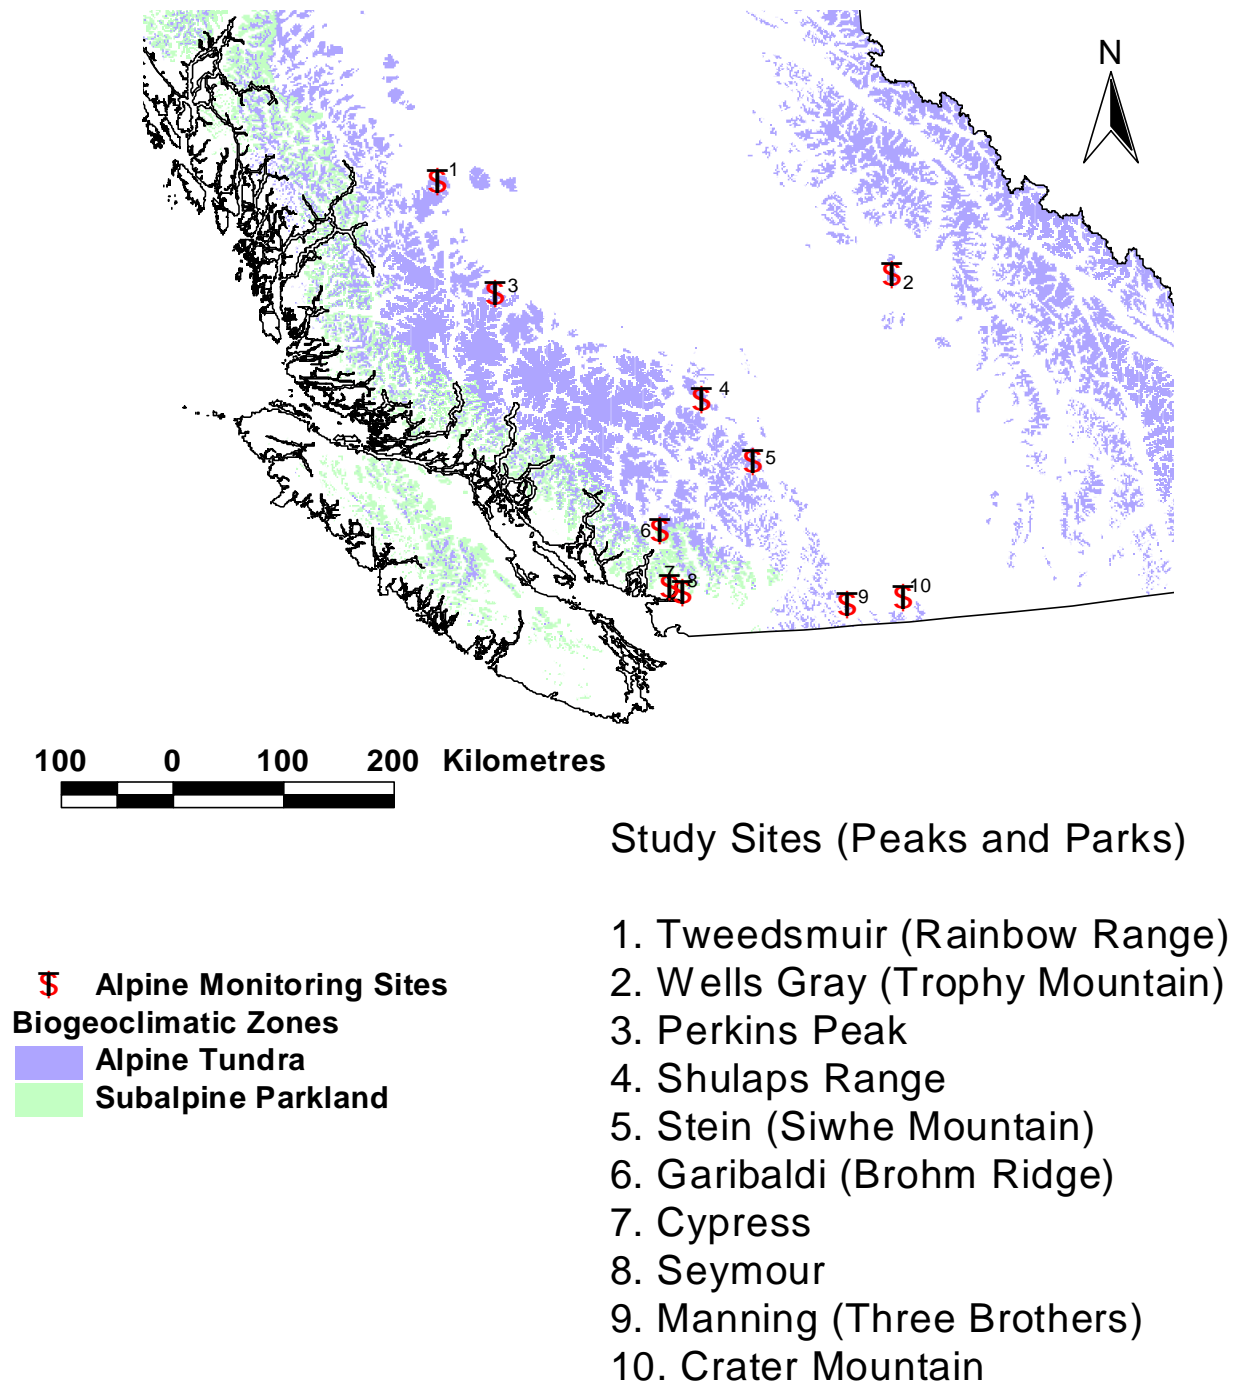 N
1
2
3
4
5
6
7
8
9
10
100 0 100 200 Kilometres
Study Sites (Peaks and Parks)
1. Tweedsmuir (Rainbow Range)
2. Wells Gray (Trophy Mountain)
3. Perkins Peak
4. Shulaps Range
5. Stein (Siwhe Mountain)
6. Garibaldi (Brohm Ridge)
7. Cypress
8. Seymour
9. Manning (Three Brothers)
10. Crater Mountain
Alpine Monitoring Sites
Biogeoclimatic Zones
Alpine Tundra
Subalpine Parkland